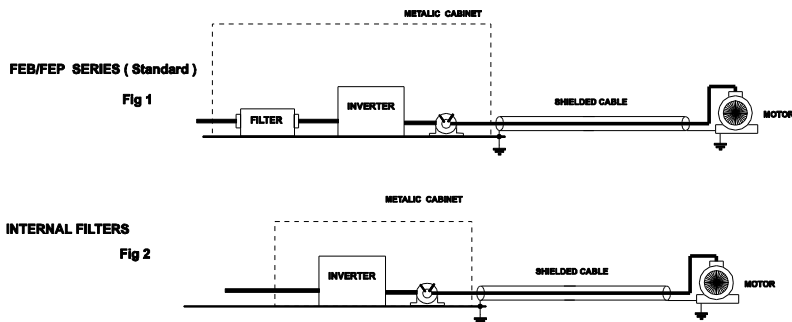 METALIC CABINET
FEB/FEP SERIES ( Standard )
Fig 1
INVERTER
SHIELDED CABLE
FILTER
MOTOR
METALIC CABINET
INTERNAL FILTERS
Fig 2
INVERTER
SHIELDED CABLE
MOTOR